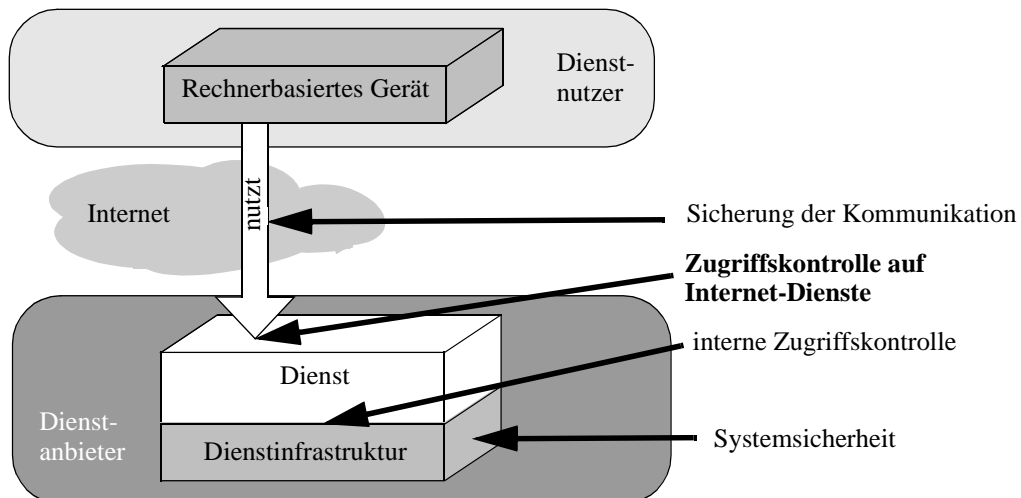 Rechnerbasiertes Gerät
Dienst-
nutzer
Internet
nutzt
Sicherung der Kommunikation
Zugriffskontrolle auf
Internet-Dienste
interne Zugriffskontrolle
Dienst
Dienst-
anbieter
Dienstinfrastruktur
Systemsicherheit